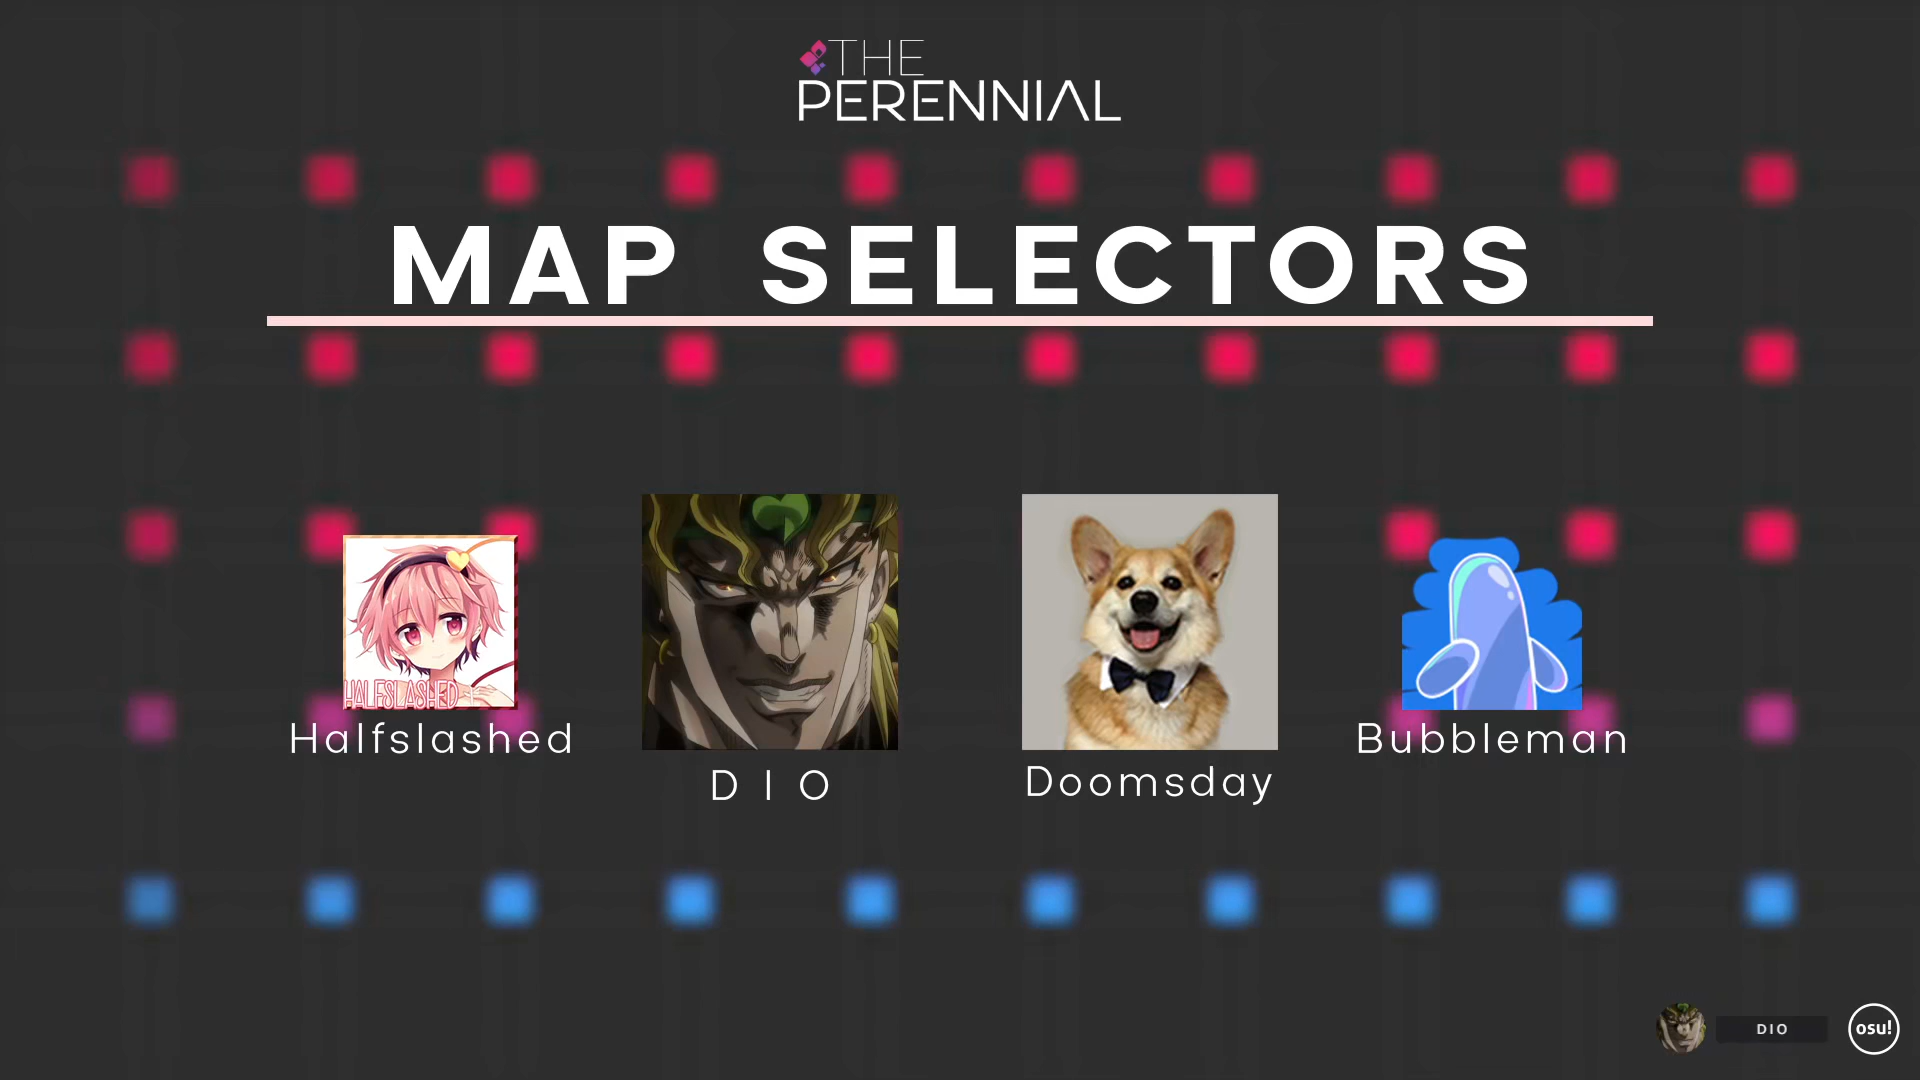 THE
PERENNIAL
MAP SELECTORS
HALFSLASHED
Halfslashed
D I O
Doomsday
Bubbleman
DIO
osu!